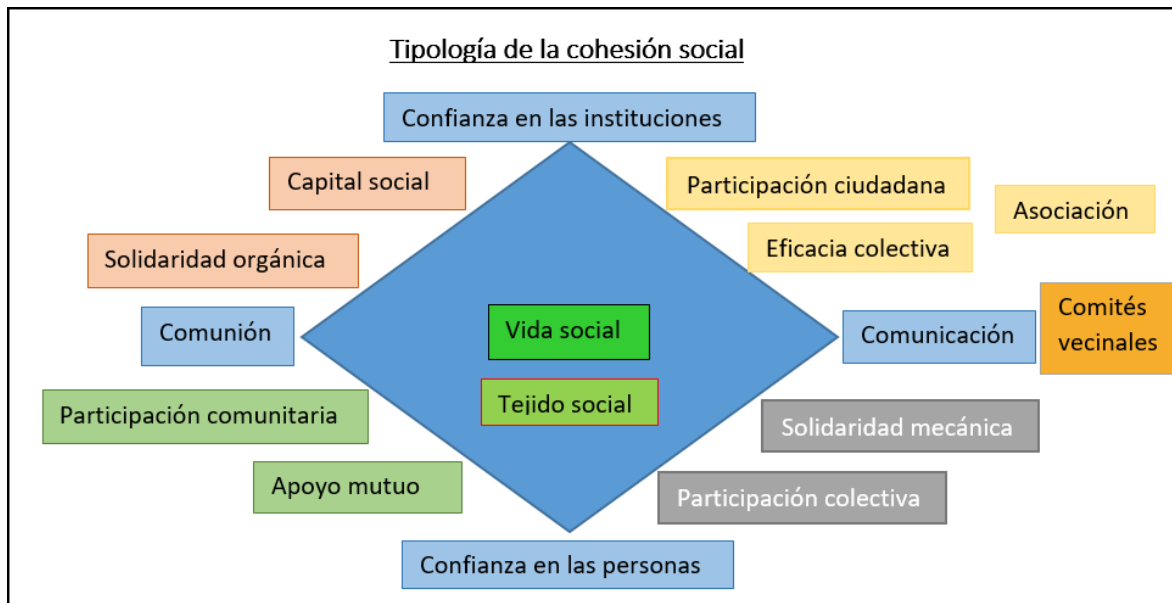 Tipología de la cohesión social
Confianza en las instituciones
Capital social
Participación ciudadana
Asociación
Solidaridad orgánica
Eficacia colectiva
Comunión
Vida social
Comunicación
Comités
vecinales
Tejido social
Participación comunitaria
Solidaridad mecánica
Apoyo mutuo
Participación colectiva
Confianza en las personas